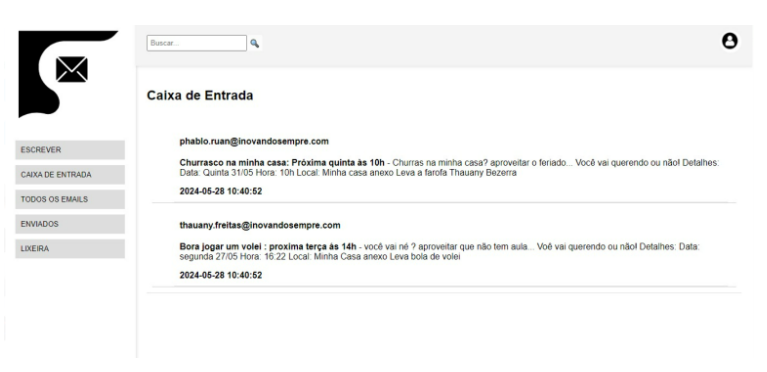 Buscar...
Caixa de Entrada
ESCREVER
CAIXA DE ENTRADA
TODOS OS EMAILS
ENVIADOS
LIXEIRA
phablo.ruan@inovandosempre.com
Churrasco na minha casa: Próxima quinta às 10h - Churras na minha casa? aproveitar o feriado... Você vai querendo ou não! Detalhes:
Data: Quinta 31/05 Hora: 10h Local: Minha casa anexo Leva a farofa Thauany Bezerra
2024-05-28 10:40:52
thauany.freitas@inovandosempre.com
Bora jogar um volei : proxima terça às 14h - você vai né ? aproveitar que não tem aula... Voê vai querendo ou não! Detalhes: Data:
segunda 27/05 Hora: 16:22 Local: Minha Casa anexo Leva bola de volei
2024-05-28 10:40:52